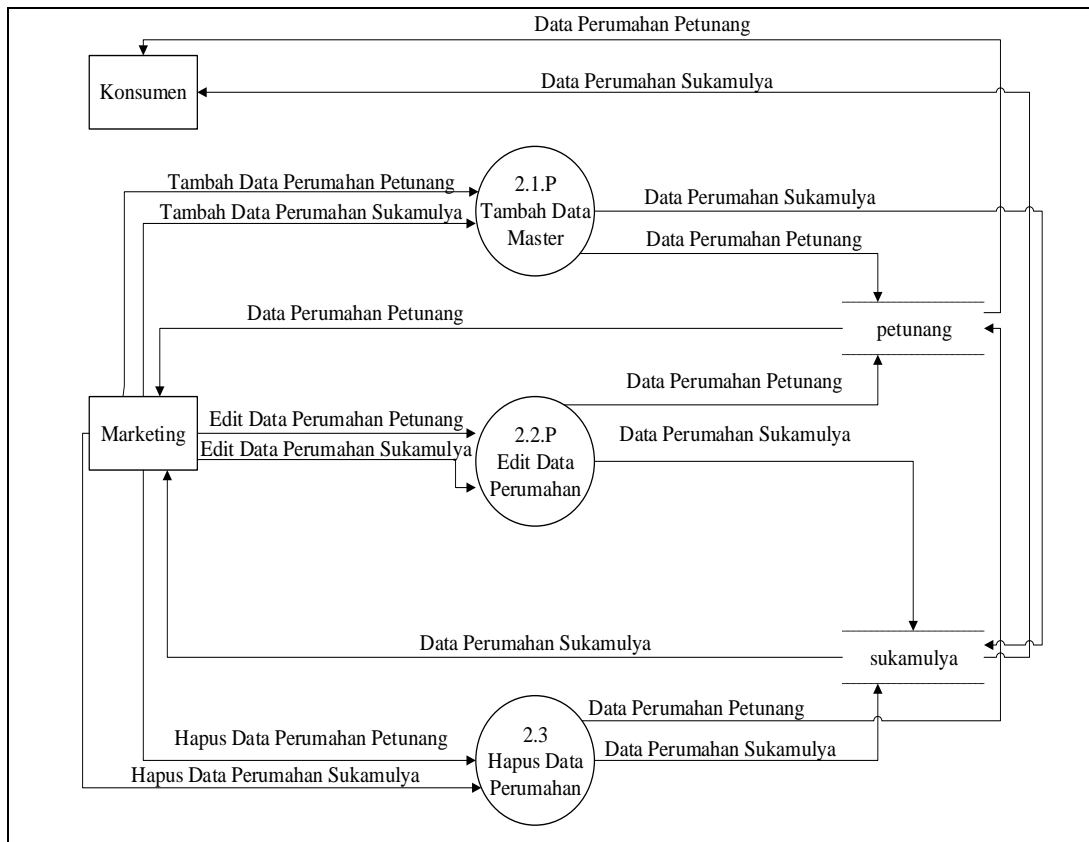 Data Perumahan Petunang
Konsumen
Data Perumahan Sukamulya
Tambah Data Perumahan Petunang
Tambah Data Perumahan Sukamulya
2.1.P
Tambah Data
Master
Data Perumahan Sukamulya
Data Perumahan Petunang
Data Perumahan Petunang
petunang
Data Perumahan Petunang
Marketing
Edit Data Perumahan Petunang
Edit Data Perumahan Sukamulya
2.2.P
Edit Data
Perumahan
Data Perumahan Sukamulya
Data Perumahan Sukamulya
sukamulya
Hapus Data Perumahan Petunang
Hapus Data Perumahan Sukamulya
2.3
Hapus Data
Perumahan
Data Perumahan Petunang
Data Perumahan Sukamulya